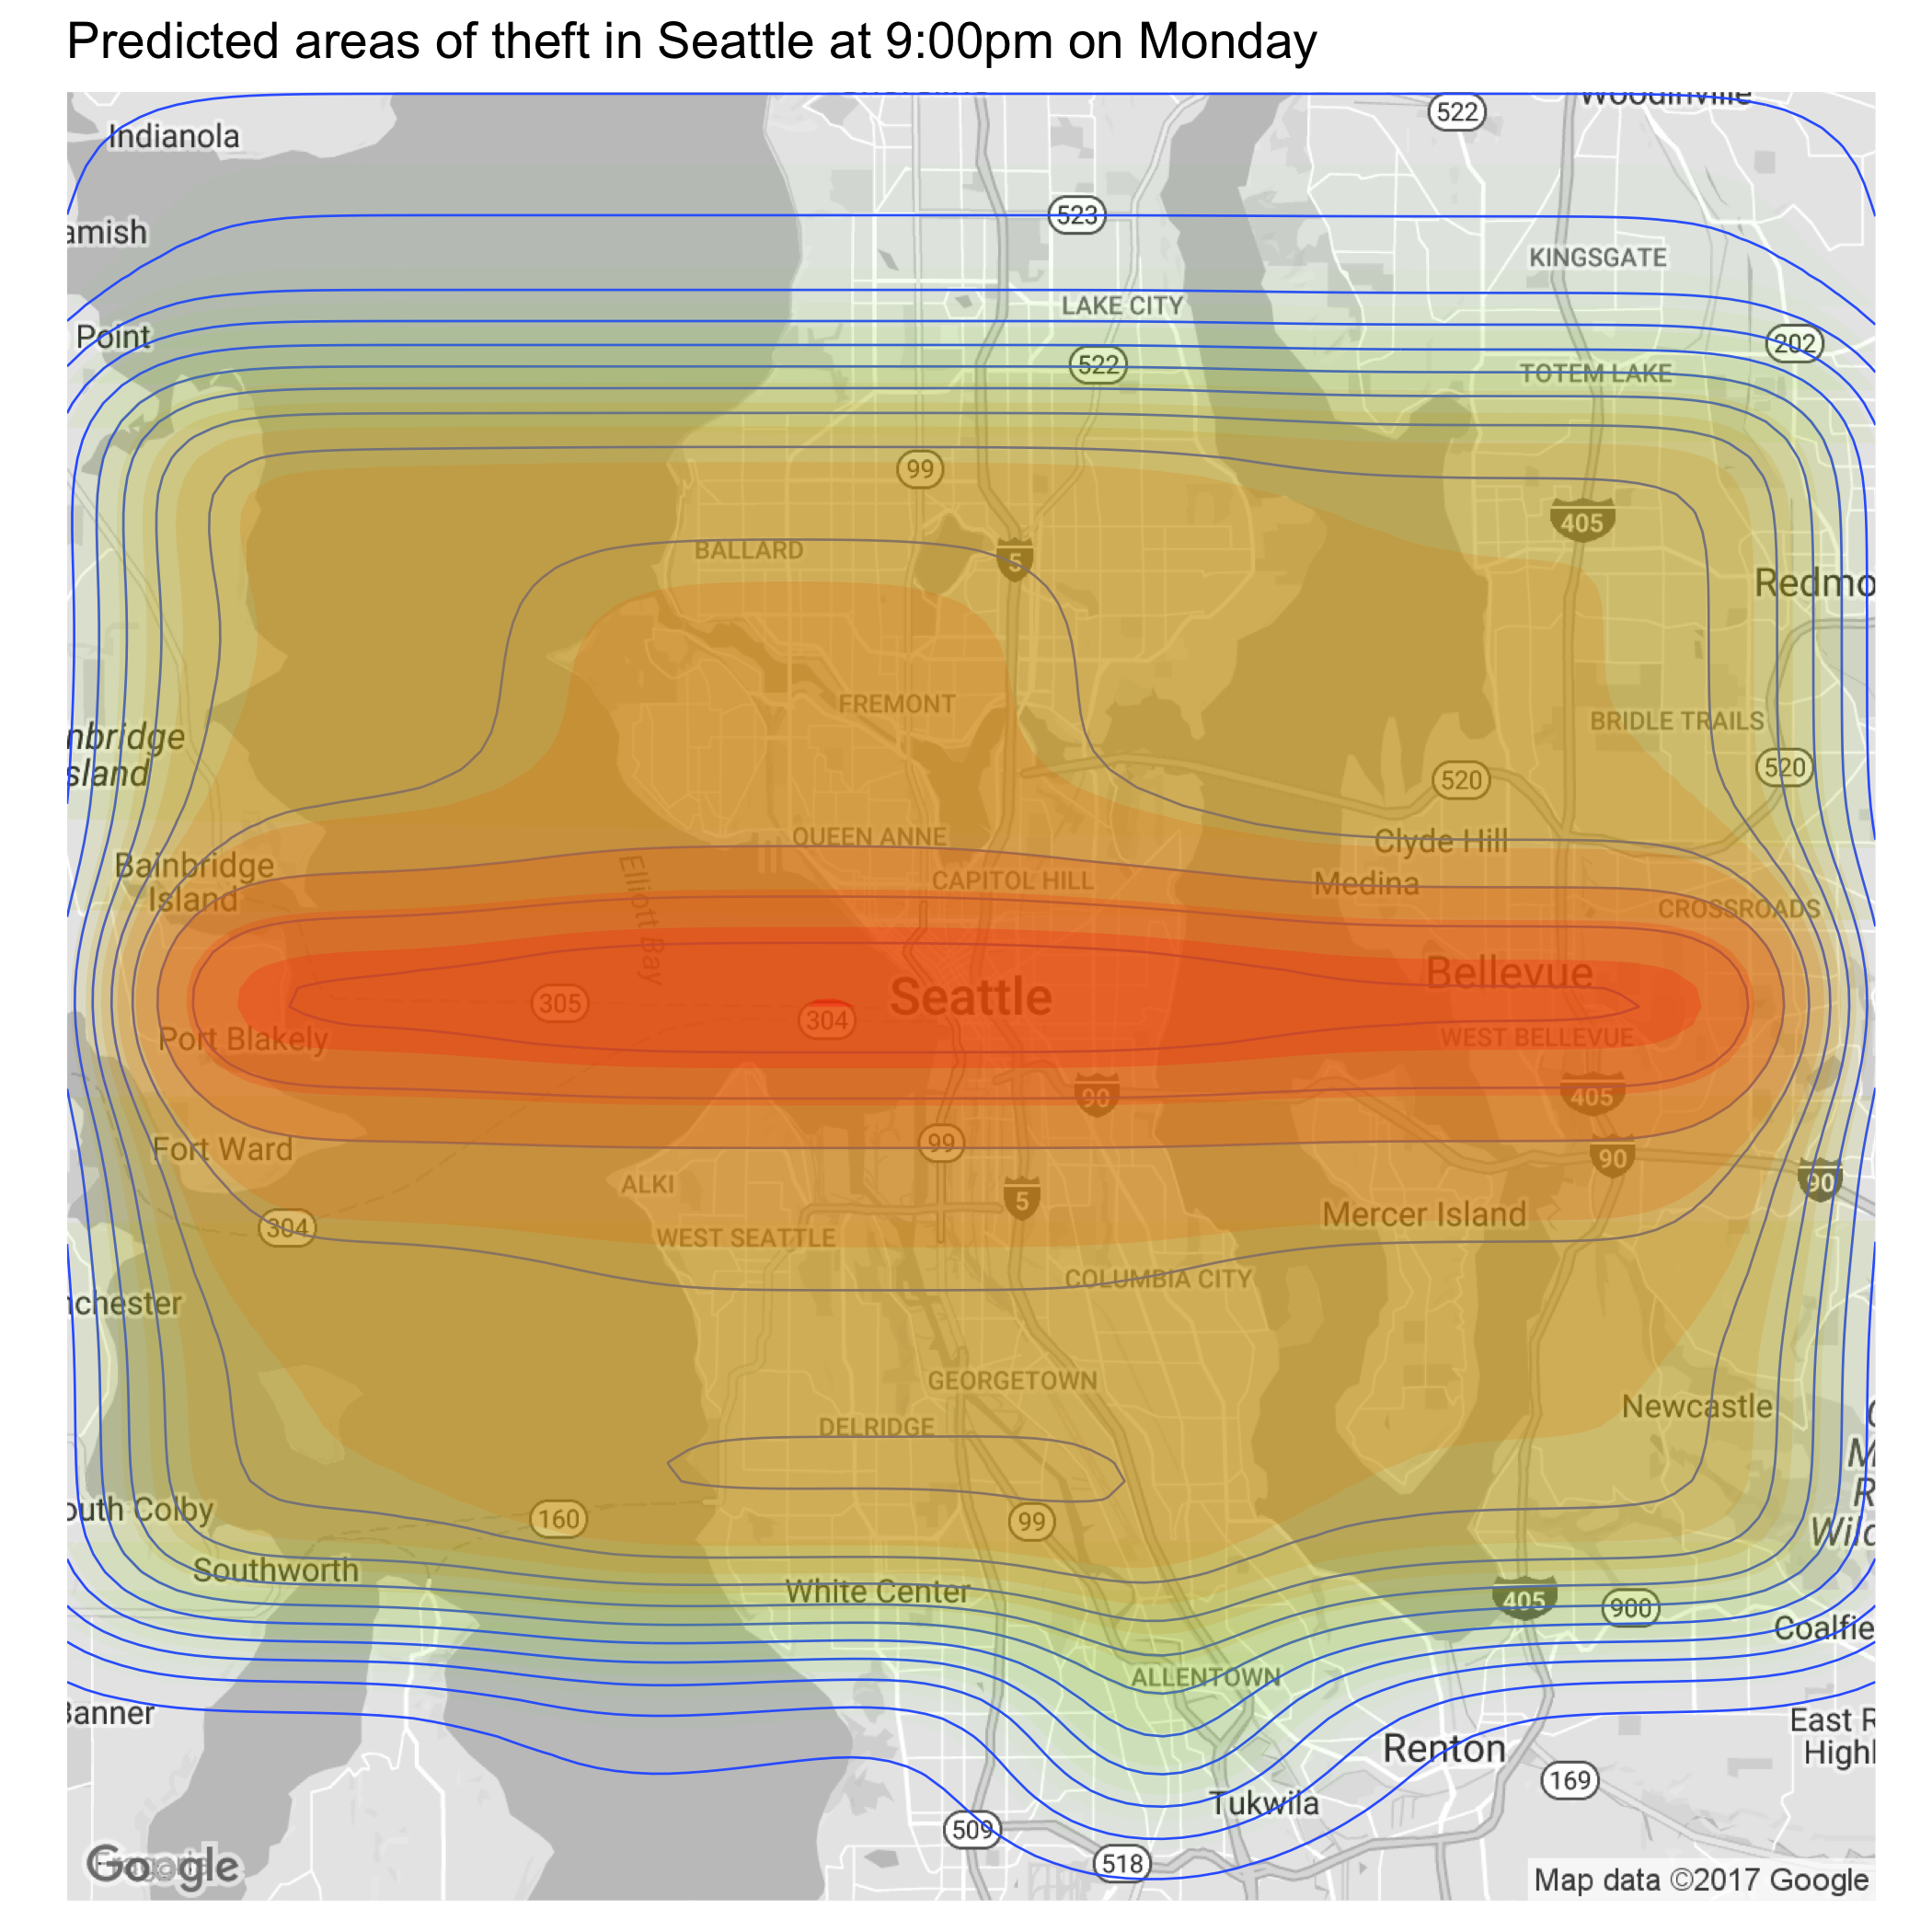 Predicted areas of theft in Seattle at 9:00pm on Monday
Woodinville
522
Indianola
523
amish
KINGSGATE
LAKE CITY
Point
202
522
TOTEM LAKE
99
405
BALLARD
5
Redmo
FREMONT
BRIDLE TRAILS
nbridge
sland
520
520
QUEEN ANNE
Clyde Hill
Bainbridge
Island
Elliott Bay
CAPITOL HILL
Medina
CROSSROADS
Bellevue
Seattle
305
304
Port Blakely
WEST BELLEVUE
90
405
Fort Ward
99
90
90
ALKI
5
304
WEST SEATTLE
Mercer Island
COLUMBIA CITY
nchester
GEORGETOWN
Newcastle
DELRIDGE
M
R
Wild
outh Colby
160
99
Southworth
White Center
405
900
Coalfie
ALLENTOWN
Banner
East R
Highl
Renton
169
Tukwila
509
518
Google
Map data ©2017 Google